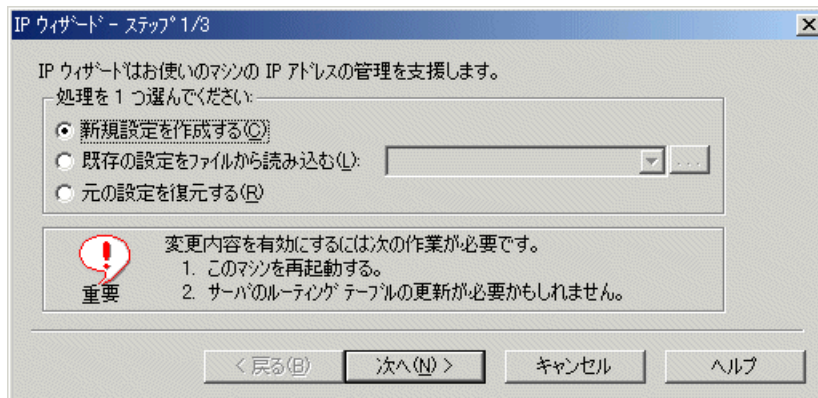 IP ウィザード - ステップ 1/3
IP ウィザードはお使いのマシンの IP アドレスの管理を支援します。
処理を 1 つ選んでください:
新規設定を作成する(C)
既存の設定をファイルから読み込む(L):
...
元の設定を復元する(R)
変更内容を有効にするには次の作業が必要です。
1. このマシンを再起動する。
重要
2. サーバのルーティング テーブルの更新が必要かもしれません。
< 戻る(B)
次へ(N) >
キャンセル
ヘルプ